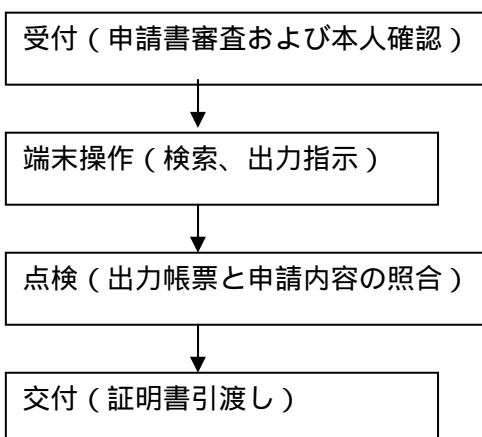 受付(申請書審査および本人確認)
端末操作(検索、出力指示)
点検(出力帳票と申請内容の照合)
交付(証明書引渡し)